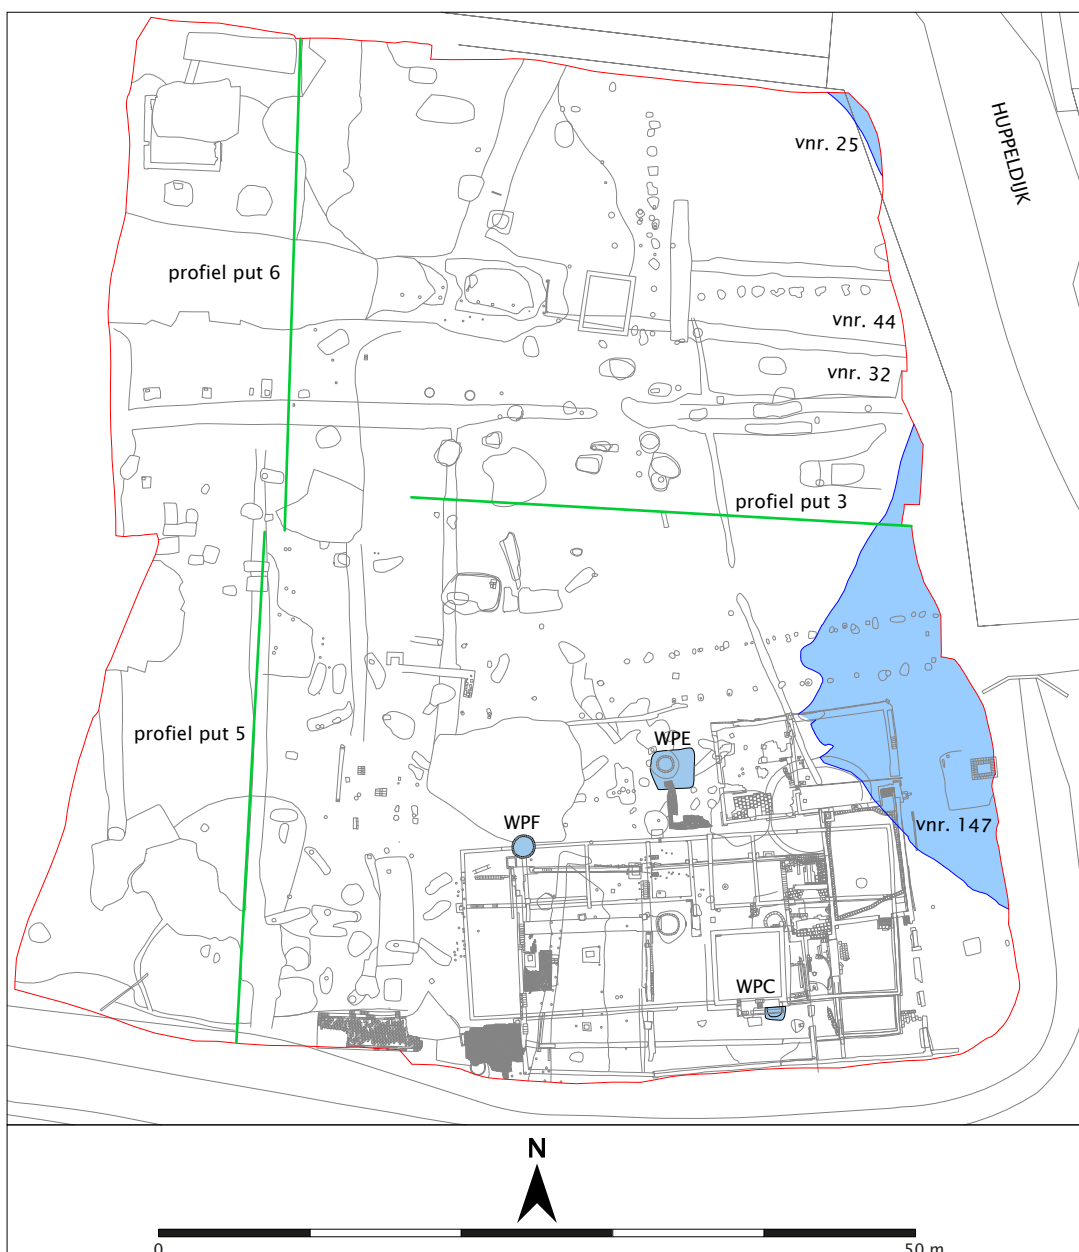 HUPPELDIJK
vnr. 25
profiel put 6
vnr. 44
vnr. 32
profiel put 3
profiel put 5
WPE
vnr. 147
WPF
WPC
N
0
50 m